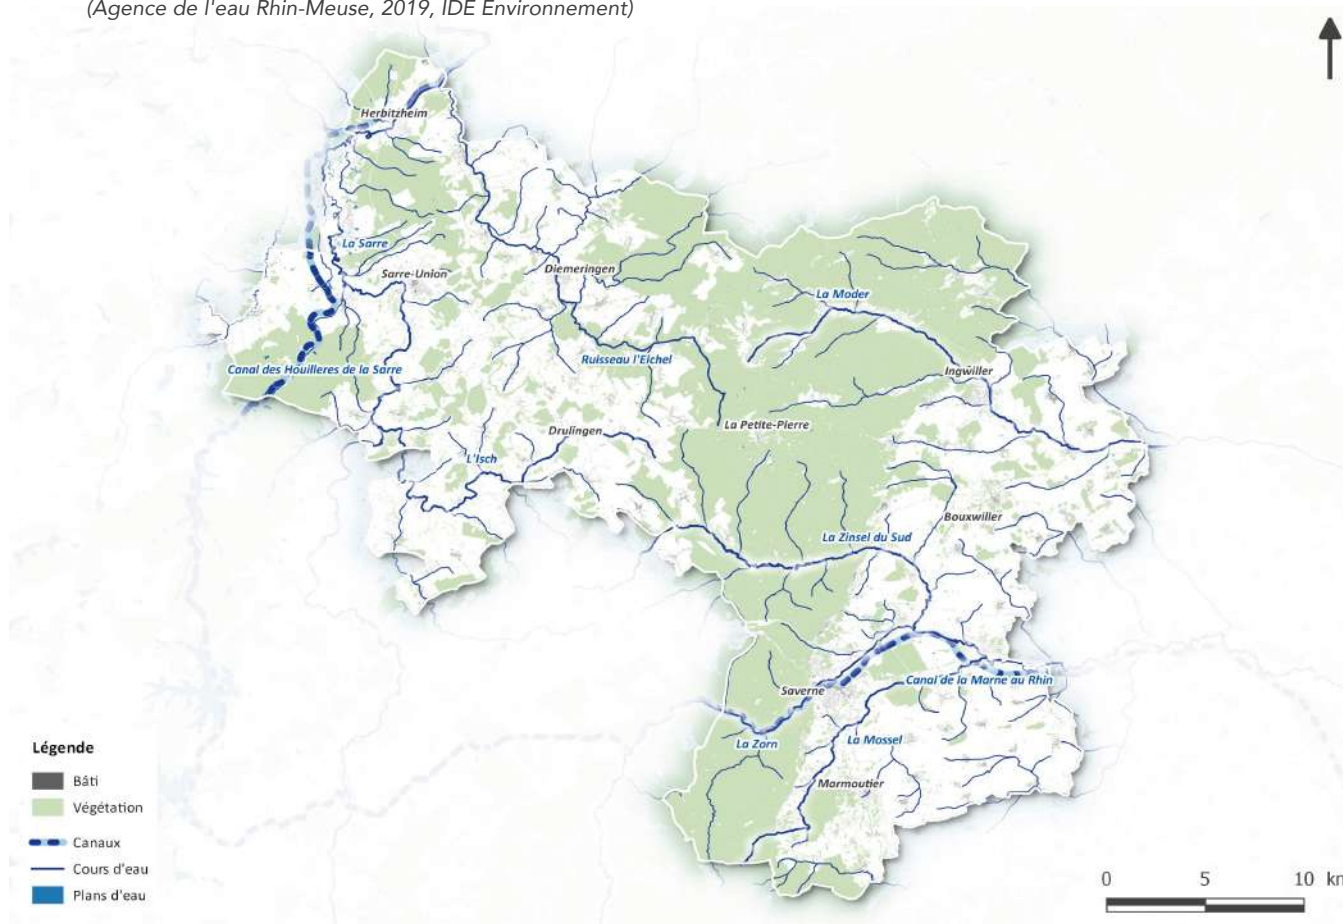 (Agence de l'eau Rhin-Meuse, 2019, IDE Environnement)
Herbitzheim
La Sarre
Sarre-Union
Diemeringen
La Moder
Ruisseau l'Eichel
Canal des Houilleres de la Sarre
Ingwiller
La Petite-Pierre
Drulingen
L'Isch
Bouxwiller
La Zinsel du Sud
Canal de la Marne au Rhin
Saverne
La Zorn
La Mossel
Marmoutier
Légende
Bâti
Végétation
Canaux
Cours d'eau
Plans d'eau
0 5 10 km